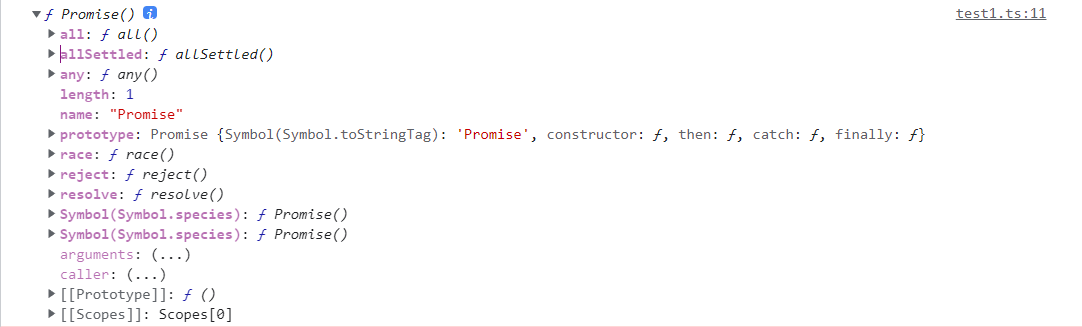 ▼ƒ Promise() i test1.ts:11
▶all: ƒ all()
▶allSettled: ƒ allSettled()
▶any: ƒ any()
length: 1
name: "Promise"
▶prototype: Promise {Symbol(Symbol.toStringTag): 'Promise', constructor: ƒ, then: ƒ, catch: ƒ, finally: ƒ}
▶race: ƒ race()
▶reject: ƒ reject()
▶resolve: ƒ resolve()
▶Symbol(Symbol.species): ƒ Promise()
▶Symbol(Symbol.species): ƒ Promise()
arguments: (...)
caller: (...)
▶[[Prototype]]: ƒ ()
▶[[Scopes]]: Scopes[0]